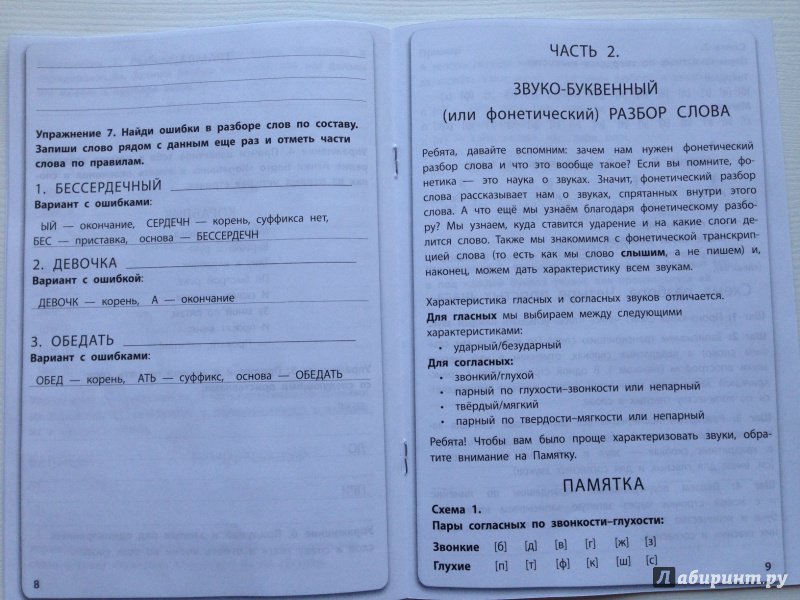 Упражнение 7. Найди ошибки в разборе слов по составу.
Запиши слово рядом с данным еще раз и отметь части
слова по правилам.
1. БЕССЕРДЕЧНЫЙ
Вариант с ошибками:
ЫЙ — окончание, СЕРДЕЧН — корень, суффикса нет,
БЕС — приставка, основа — БЕССЕРДЕЧН
2. ДЕВОЧКА
Вариант с ошибкой:
ДЕВОЧК — корень, А — окончание
3. ОБЕДАТЬ
Вариант с ошибками:
ОБЕД — корень, АТЬ — суффикс, основа — ОБЕДАТЬ
8
ЧАСТЬ 2.
ЗВУКО-БУКВЕННЫЙ
(или фонетический) РАЗБОР СЛОВА
Ребята, давайте вспомним: зачем нам нужен фонетический
разбор слова и что это вообще такое? Если вы помните, фо-
нетика — это наука о звуках. Значит, фонетический разбор
слова рассказывает нам о звуках, спрятанных внутри этого
слова. А что ещё мы узнаём благодаря фонетическому разбо-
ру? Мы узнаем, куда ставится ударение и на какие слоги де-
лится слово. Также мы знакомимся с фонетической транскрип-
цией слова (то есть как мы слово слышим, а не пишем) и,
наконец, можем дать характеристику всем звукам.
Характеристика гласных и согласных звуков отличается.
Для гласных мы выбираем между следующими
характеристиками:
• ударный/безударный
Для согласных:
• звонкий/глухой
• парный по глухости–звонкости или непарный
• твёрдый/мягкий
• парный по твердости–мягкости или непарный
Ребята! Чтобы вам было проще характеризовать звуки, обра-
тите внимание на Памятку.
ПАМЯТКА
Схема 1.
Пары согласных по звонкости–глухости:
Звонкие [б] [д] [в] [г] [ж] [з]
Глухие [п] [т] [ф] [к] [ш] [с]
9
Лабиринт.ру